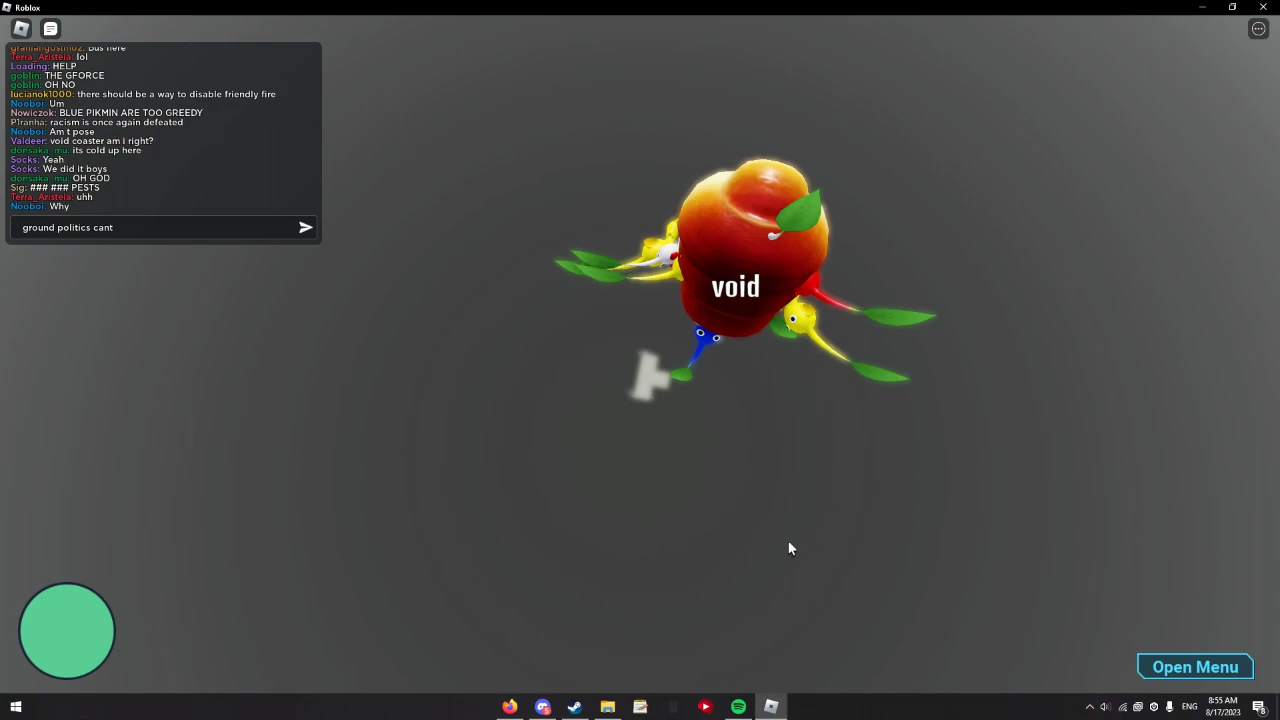 Roblox
grahlangostino2: Bus here
Terra_Aristeia: lol
Loading: HELP
goblin: THE GFORCE
goblin: OH NO
lucianok1000: there should be a way to disable friendly fire
Nooboi: Um
Nowiczok: BLUE PIKMIN ARE TOO GREEDY
P1ranha: racism is once again defeated
Nooboi: Am t pose
Valdeer: void coaster am i right?
donsaka_mu: its cold up here
Socks: Yeah
Socks: We did it boys
donsaka_mu: OH GOD
Sig: ### ### PESTS
Terra_Aristeia: uhh
Nooboi: Why
ground politics cant
void
Open Menu
ENG
8:55 AM
8/17/2023
8